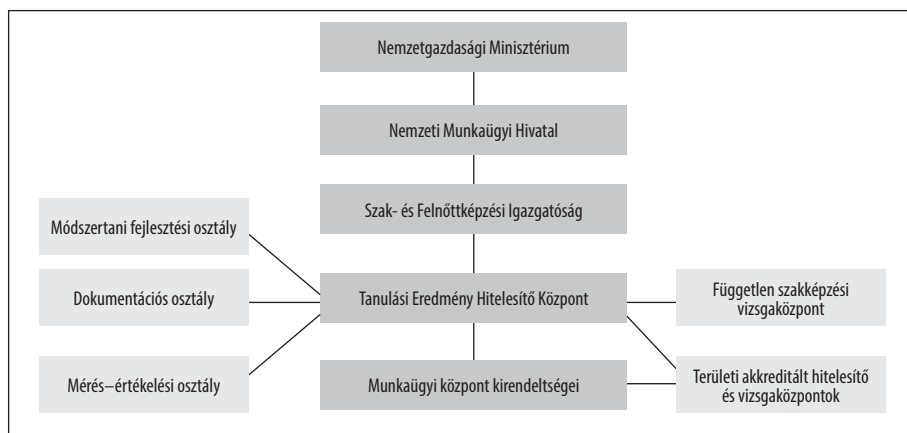 Nemzetgazdasági Minisztérium
Nemzeti Munkaügyi Hivatal
Szak- és Felnőttképzési Igazgatóság
Módszertani fejlesztési osztály
Dokumentációs osztály
Mérés–értékelési osztály
Tanulási Eredmény Hitelesítő Központ
Munkaügyi központ kirendeltségei
Független szakképzési
vizsgaközpont
Területi akkreditált hitelesítő
és vizsgaközpontok